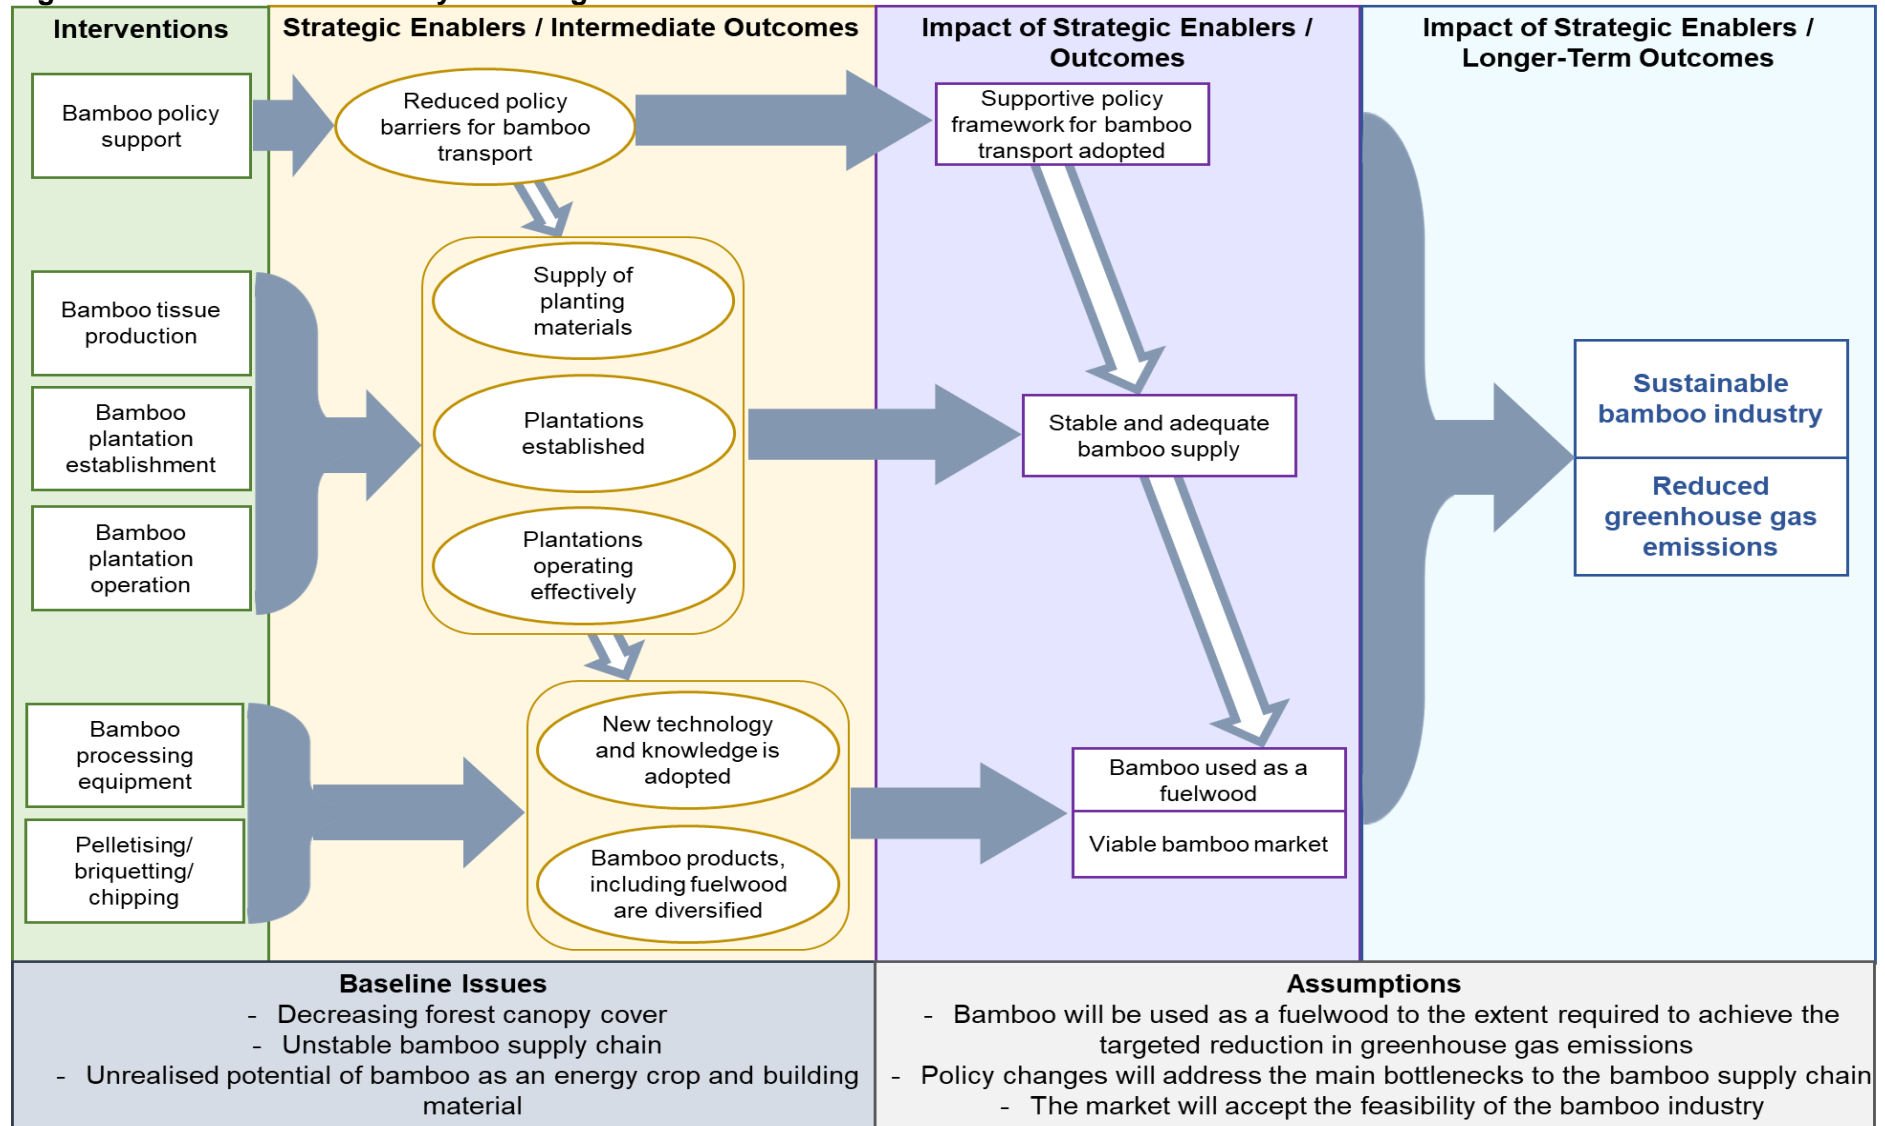 Interventions
Strategic Enablers / Intermediate Outcomes
Impact of Strategic Enablers /
Outcomes
Impact of Strategic Enablers /
Longer-Term Outcomes
Bamboo policy
support
Reduced policy
barriers for bamboo
transport
Supportive policy
framework for bamboo
transport adopted
Bamboo tissue
production
Bamboo
plantation
establishment
Bamboo
plantation
operation
Supply of
planting
materials
Plantations
established
Plantations
operating
effectively
Stable and adequate
bamboo supply
Sustainable
bamboo industry
Reduced
greenhouse gas
emissions
Bamboo
processing
equipment
Pelletising/
briquetting/
chipping
New technology
and knowledge is
adopted
Bamboo products,
including fuelwood
are diversified
Bamboo used as a
fuelwood
Viable bamboo market
Baseline Issues
- Decreasing forest canopy cover
- Unstable bamboo supply chain
- Unrealised potential of bamboo as an energy crop and building
material
Assumptions
- Bamboo will be used as a fuelwood to the extent required to achieve the
targeted reduction in greenhouse gas emissions
- Policy changes will address the main bottlenecks to the bamboo supply chain
- The market will accept the feasibility of the bamboo industry